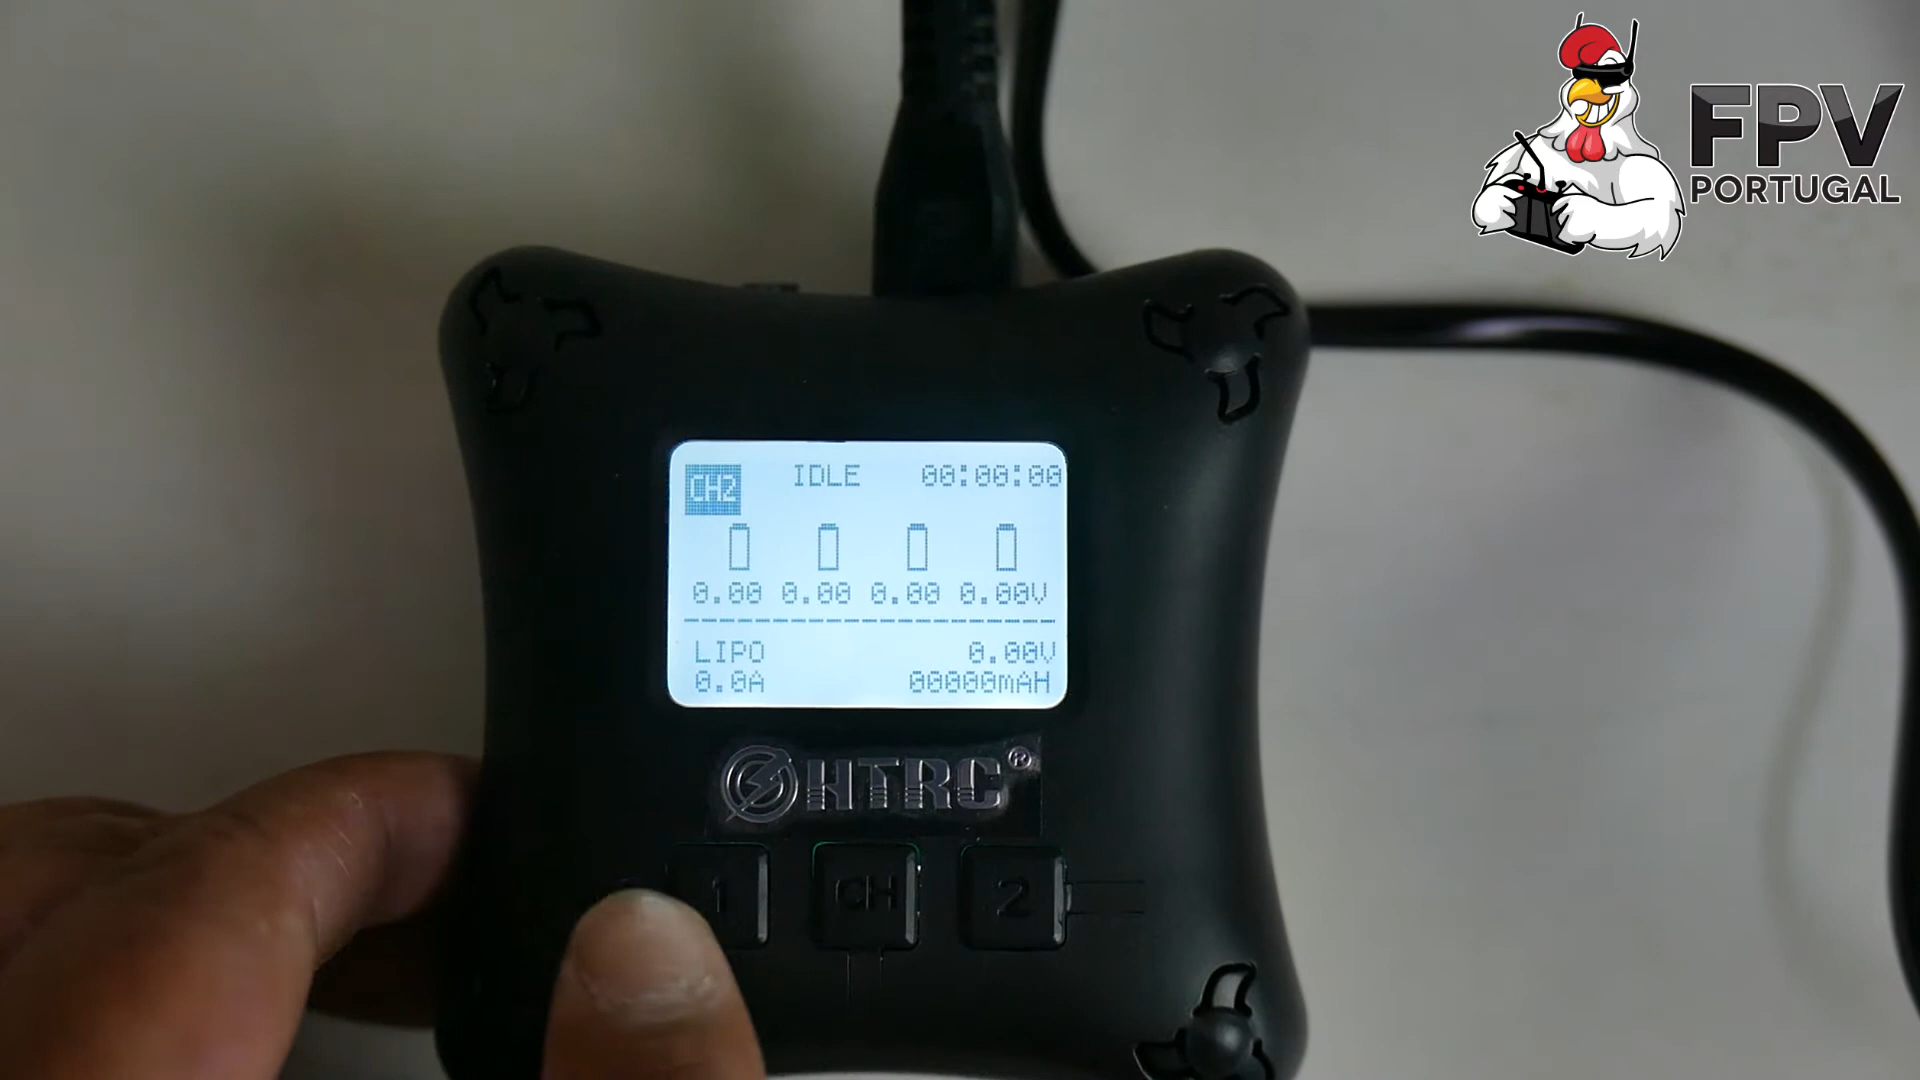 FPV
PORTUGAL
CH2 IDLE 00:00:00
0.00 0.00 0.00 0.00V
LIPO 0.00V
0.0A 00000mAH
HTRC®
1 CH 2